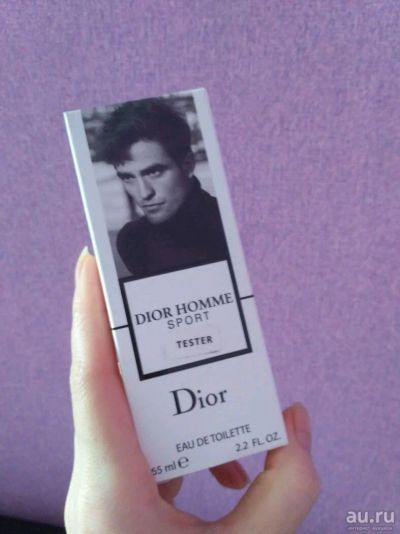 DIOR HOMME
SPORT
TESTER
Dior
EAU DE TOILETTE
55 ml e 2.2 FL. OZ.
au.ru